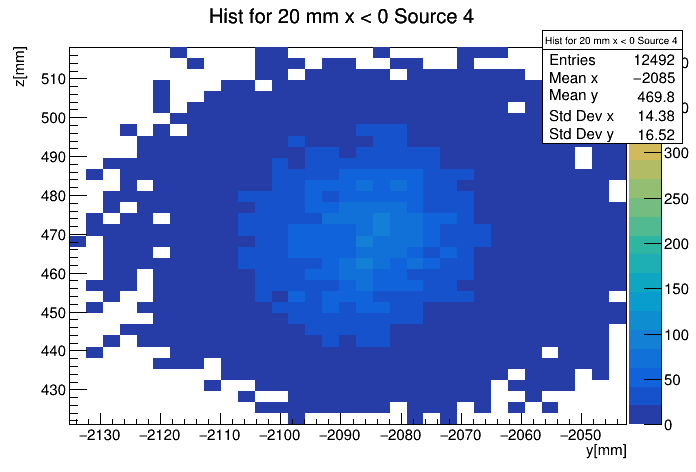 Hist for 20 mm x < 0 Source 4
Hist for 20 mm x < 0 Source 4
Entries 12492
Mean x −2085
Mean y 469.8
Std Dev x 14.38
Std Dev y 16.52
z[mm]
510
500
490
480
470
460
450
440
430
−2130 −2120 −2110 −2100 −2090 −2080 −2070 −2060 −2050
y[mm]
300
250
200
150
100
50
0